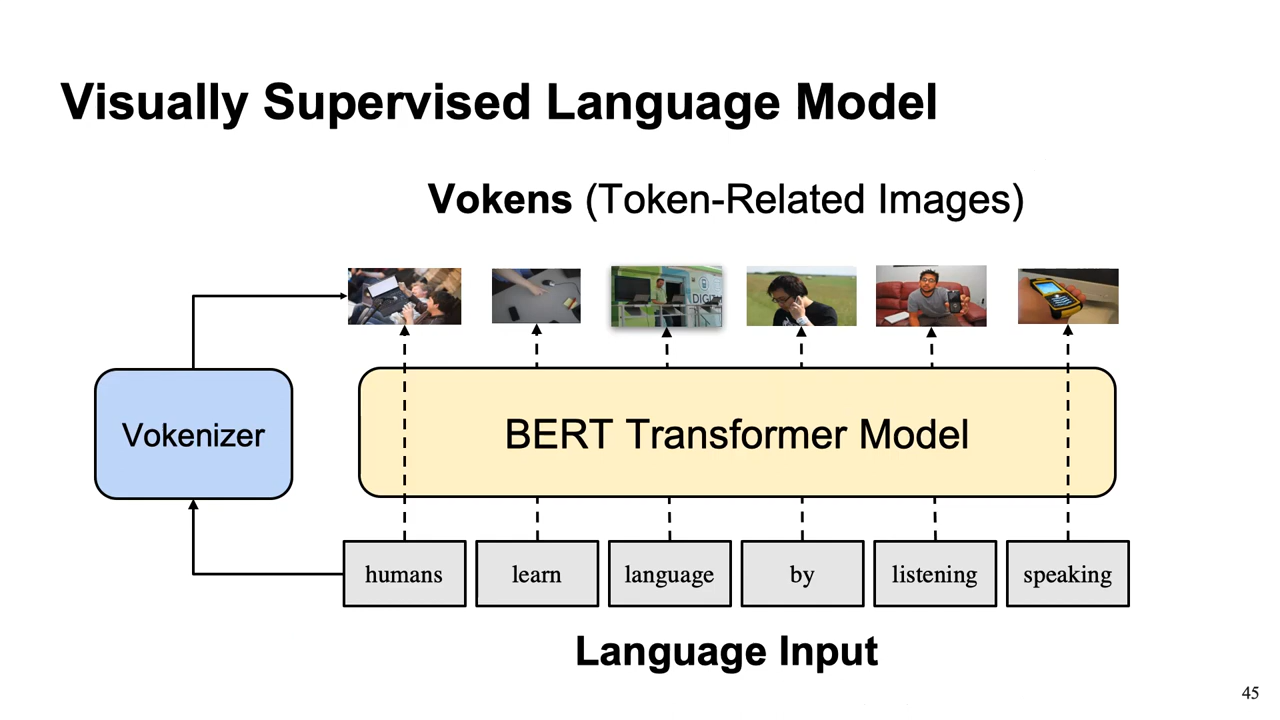 Visually Supervised Language Model
Vokens (Token-Related Images)
DIGI
Vokenizer
BERT Transformer Model
humans learn language by listening speaking
Language Input
45